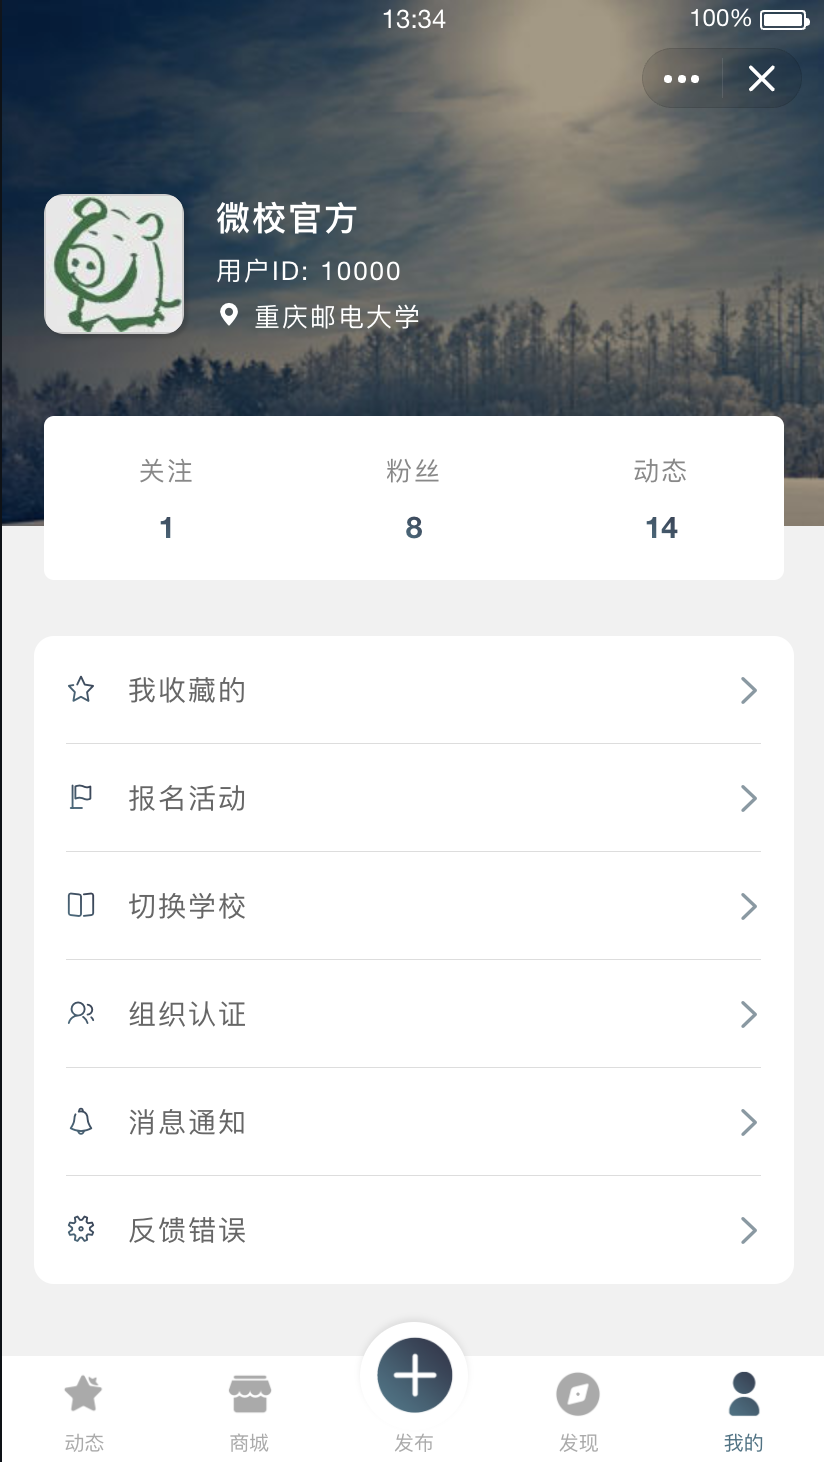 13:34
100%
微校官方
用户ID: 10000
重庆邮电大学
关注
粉丝
动态
1
8
14
我收藏的
报名活动
切换学校
组织认证
消息通知
反馈错误
动态
商城
发布
发现
我的